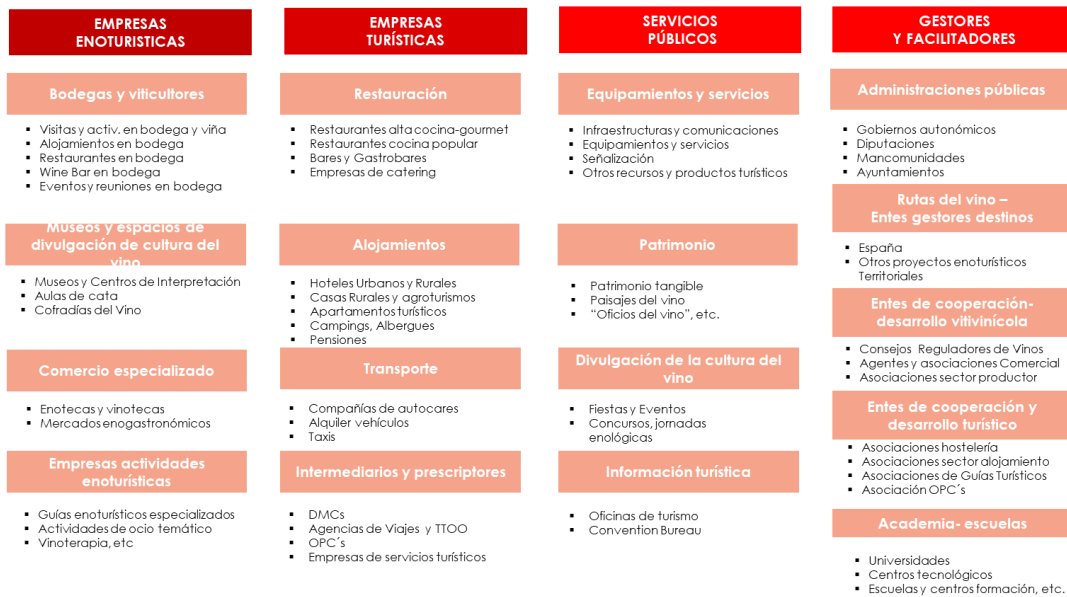 EMPRESAS
ENOTURISTICAS
Bodegas y viticultores
▪ Visitas y activ. en bodega y viña
▪ Alojamientos en bodega
▪ Restaurantes en bodega
▪ Wine Bar en bodega
▪ Eventos y reuniones en bodega
Museos y espacios de
divulgación de cultura del
vino
▪ Museos y Centros de Interpretación
▪ Aulas de cata
▪ Cofradías del Vino
Comercio especializado
▪ Enotecas y vinotecas
▪ Mercados enogastronómicos
Empresas actividades
enoturísticas
▪ Guías enoturísticos especializados
▪ Actividades de ocio temático
▪ Vinoterapia, etc
EMPRESAS
TURÍSTICAS
Restauración
▪ Restaurantes alta cocina-gourmet
▪ Restaurantes cocina popular
▪ Bares y Gastrobares
▪ Empresas de catering
Alojamientos
▪ Hoteles Urbanos y Rurales
▪ Casas Rurales y agroturismos
▪ Apartamentos turísticos
▪ Campings, Albergues
▪ Pensiones
Transporte
▪ Compañías de autocares
▪ Alquiler vehículos
▪ Taxis
Intermediarios y prescriptores
▪ DMCs
▪ Agencias de Viajes y TTOO
▪ OPC´s
▪ Empresas de servicios turísticos
SERVICIOS
PÚBLICOS
Equipamientos y servicios
▪ Infraestructuras y comunicaciones
▪ Equipamientos y servicios
▪ Señalización
▪ Otros recursos y productos turísticos
Patrimonio
▪ Patrimonio tangible
▪ Paisajes del vino
▪ “Oficios del vino”, etc.
Divulgación de la cultura del
vino
▪ Fiestas y Eventos
▪ Concursos, jornadas
enológicas
Información turística
▪ Oficinas de turismo
▪ Convention Bureau
GESTORES
Y FACILITADORES
Administraciones públicas
▪ Gobiernos autonómicos
▪ Diputaciones
▪ Mancomunidades
▪ Ayuntamientos
Rutas del vino –
Entes gestores destinos
▪ España
▪ Otros proyectos enoturísticos
Territoriales
Entes de cooperación-
desarrollo vitivinícola
▪ Consejos Reguladores de Vinos
▪ Agentes y asociaciones Comercial
▪ Asociaciones sector productor
Entes de cooperación y
desarrollo turístico
▪ Asociaciones hostelería
▪ Asociaciones sector alojamiento
▪ Asociaciones de Guías Turísticos
▪ Asociación OPC´s
Academia- escuelas
▪ Universidades
▪ Centros tecnológicos
▪ Escuelas y centros formación, etc.